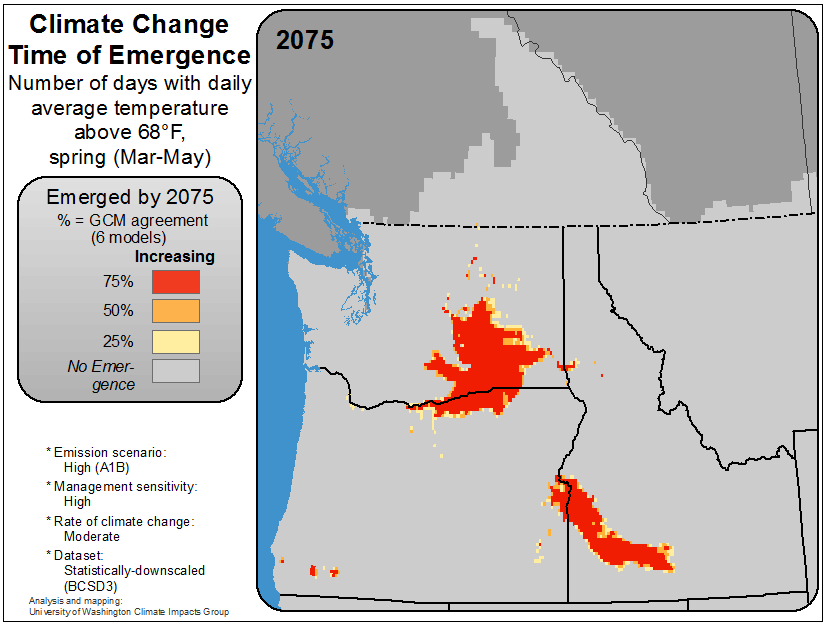 Climate Change
Time of Emergence
Number of days with daily
average temperature
above 68°F,
spring (Mar-May)
Emerged by 2075
% = GCM agreement
(6 models)
Increasing
75%
50%
25%
No Emer-
gence
* Emission scenario:
High (A1B)
* Management sensitivity:
High
* Rate of climate change:
Moderate
* Dataset:
Statistically-downscaled
(BCSD3)
Analysis and mapping:
University of Washington Climate Impacts Group
2075